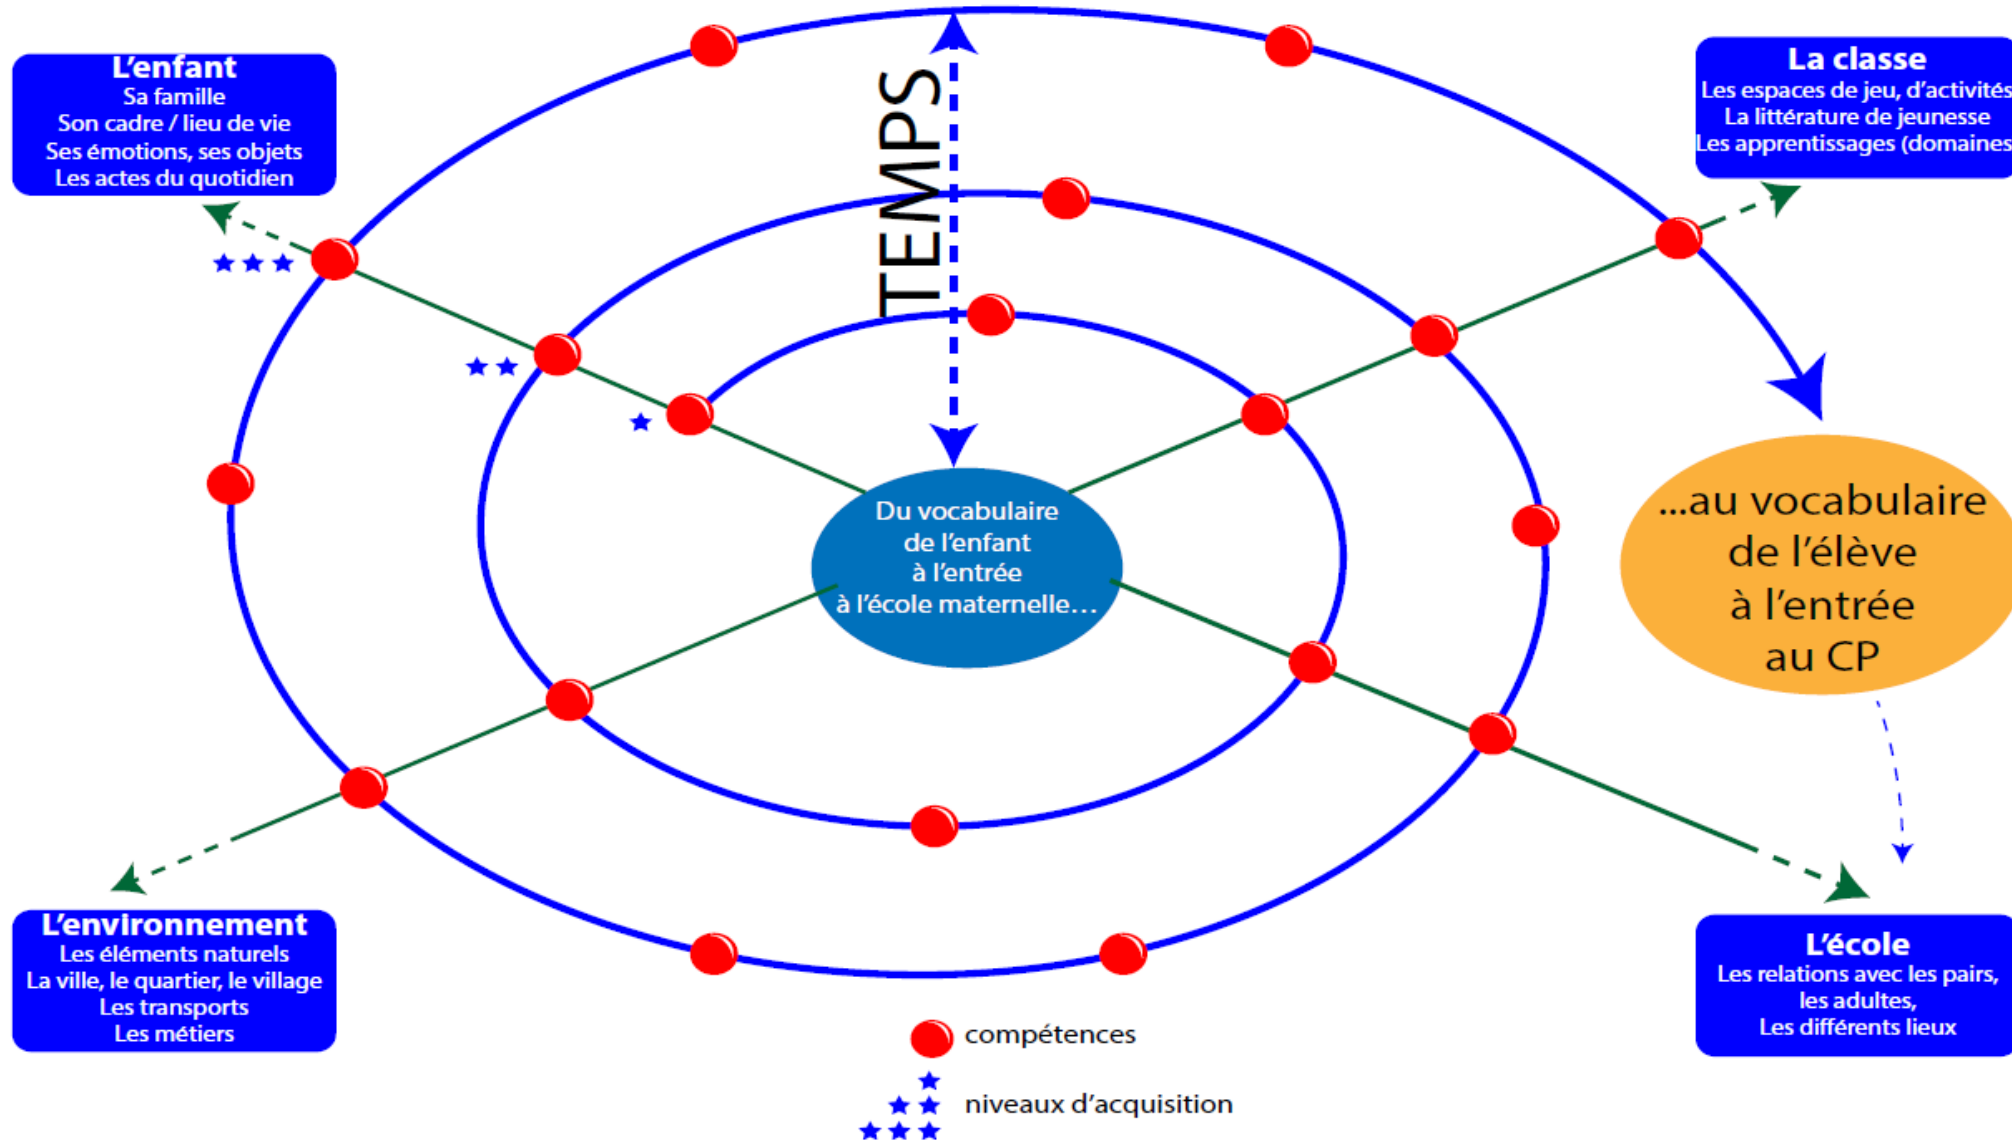 L'enfant
Sa famille
Son cadre / lieu de vie
Ses émotions, ses objets
Les actes du quotidien
TEMPS
La classe
Les espaces de jeu, d'activités
La littérature de jeunesse
Les apprentissages (domaines
Du vocabulaire
de l'enfant
à l'entrée
à l'école maternelle…
...au vocabulaire
de l'élève
à l'entrée
au CP
L'environnement
Les éléments naturels
La ville, le quartier, le village
Les transports
Les métiers
L'école
Les relations avec les pairs,
les adultes,
Les différents lieux
compétences
niveaux d'acquisition